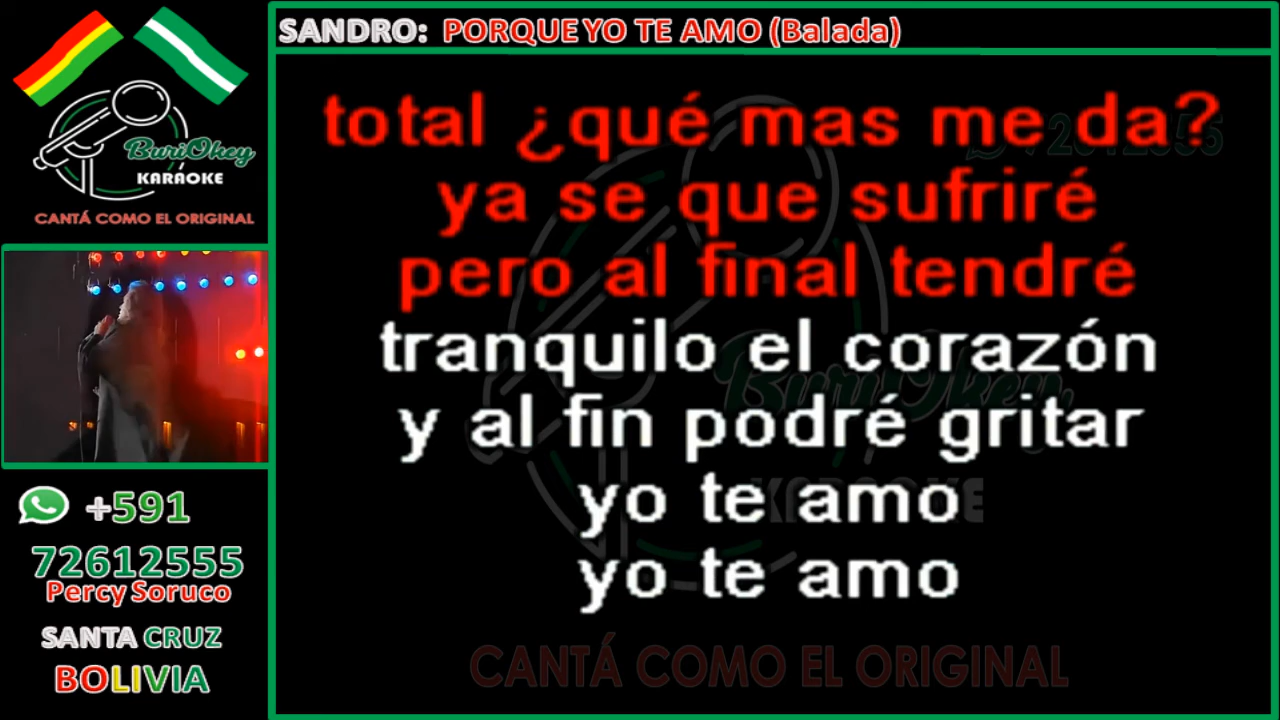 SANDRO: PORQUE YO TE AMO (Balada)
BuriOkey
KARAOKE
CANTÁ COMO EL ORIGINAL
total ¿qué mas me da?
ya se que sufriré
pero al final tendré
tranquilo el corazón
y al fin podré gritar
yo te amo
yo te amo
+591
72612555
Percy Soruco
SANTA CRUZ
BOLIVIA
BuriOkey
KARAOKE
CANTÁ COMO EL ORIGINAL